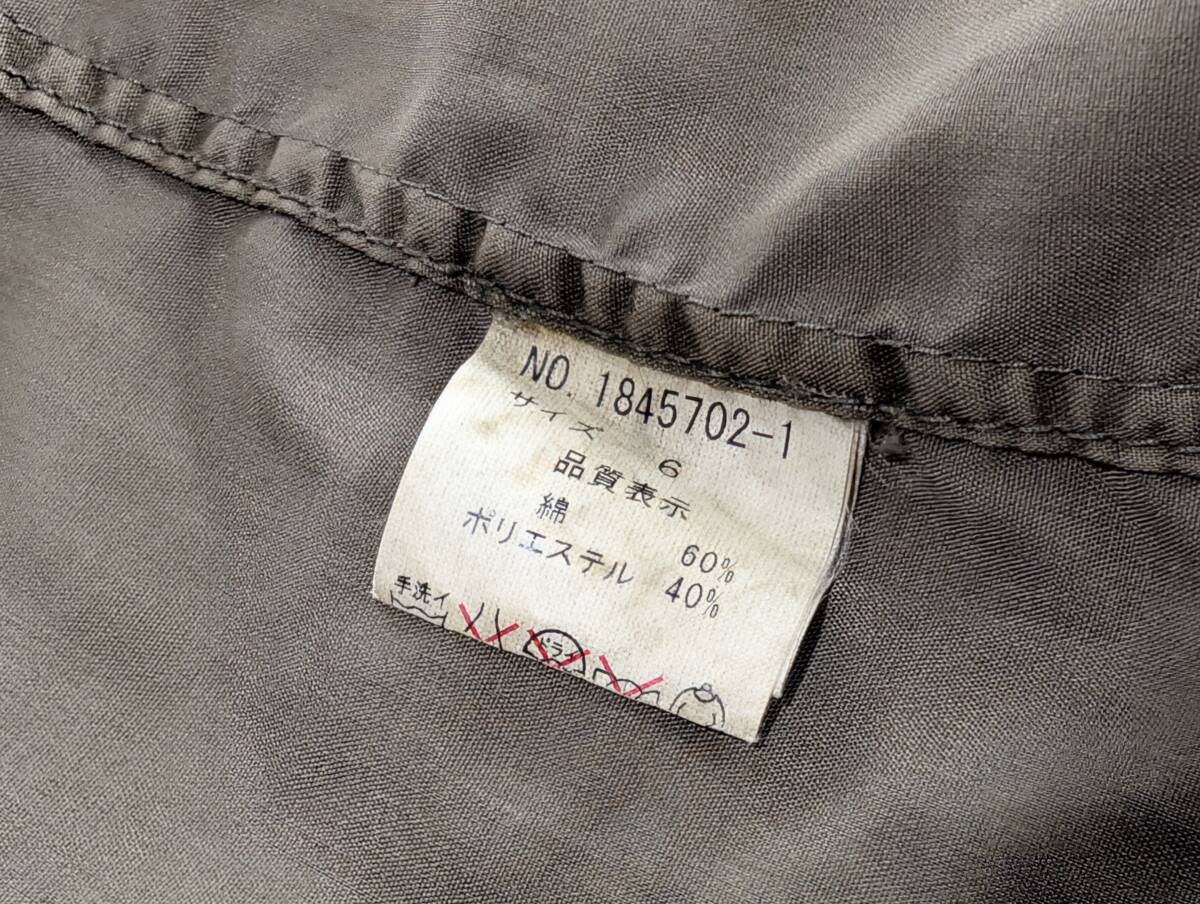 NO. 1845702-1
サイズ 6
品質表示
綿 60%
ポリエステル 40%
手洗イ
ドライ